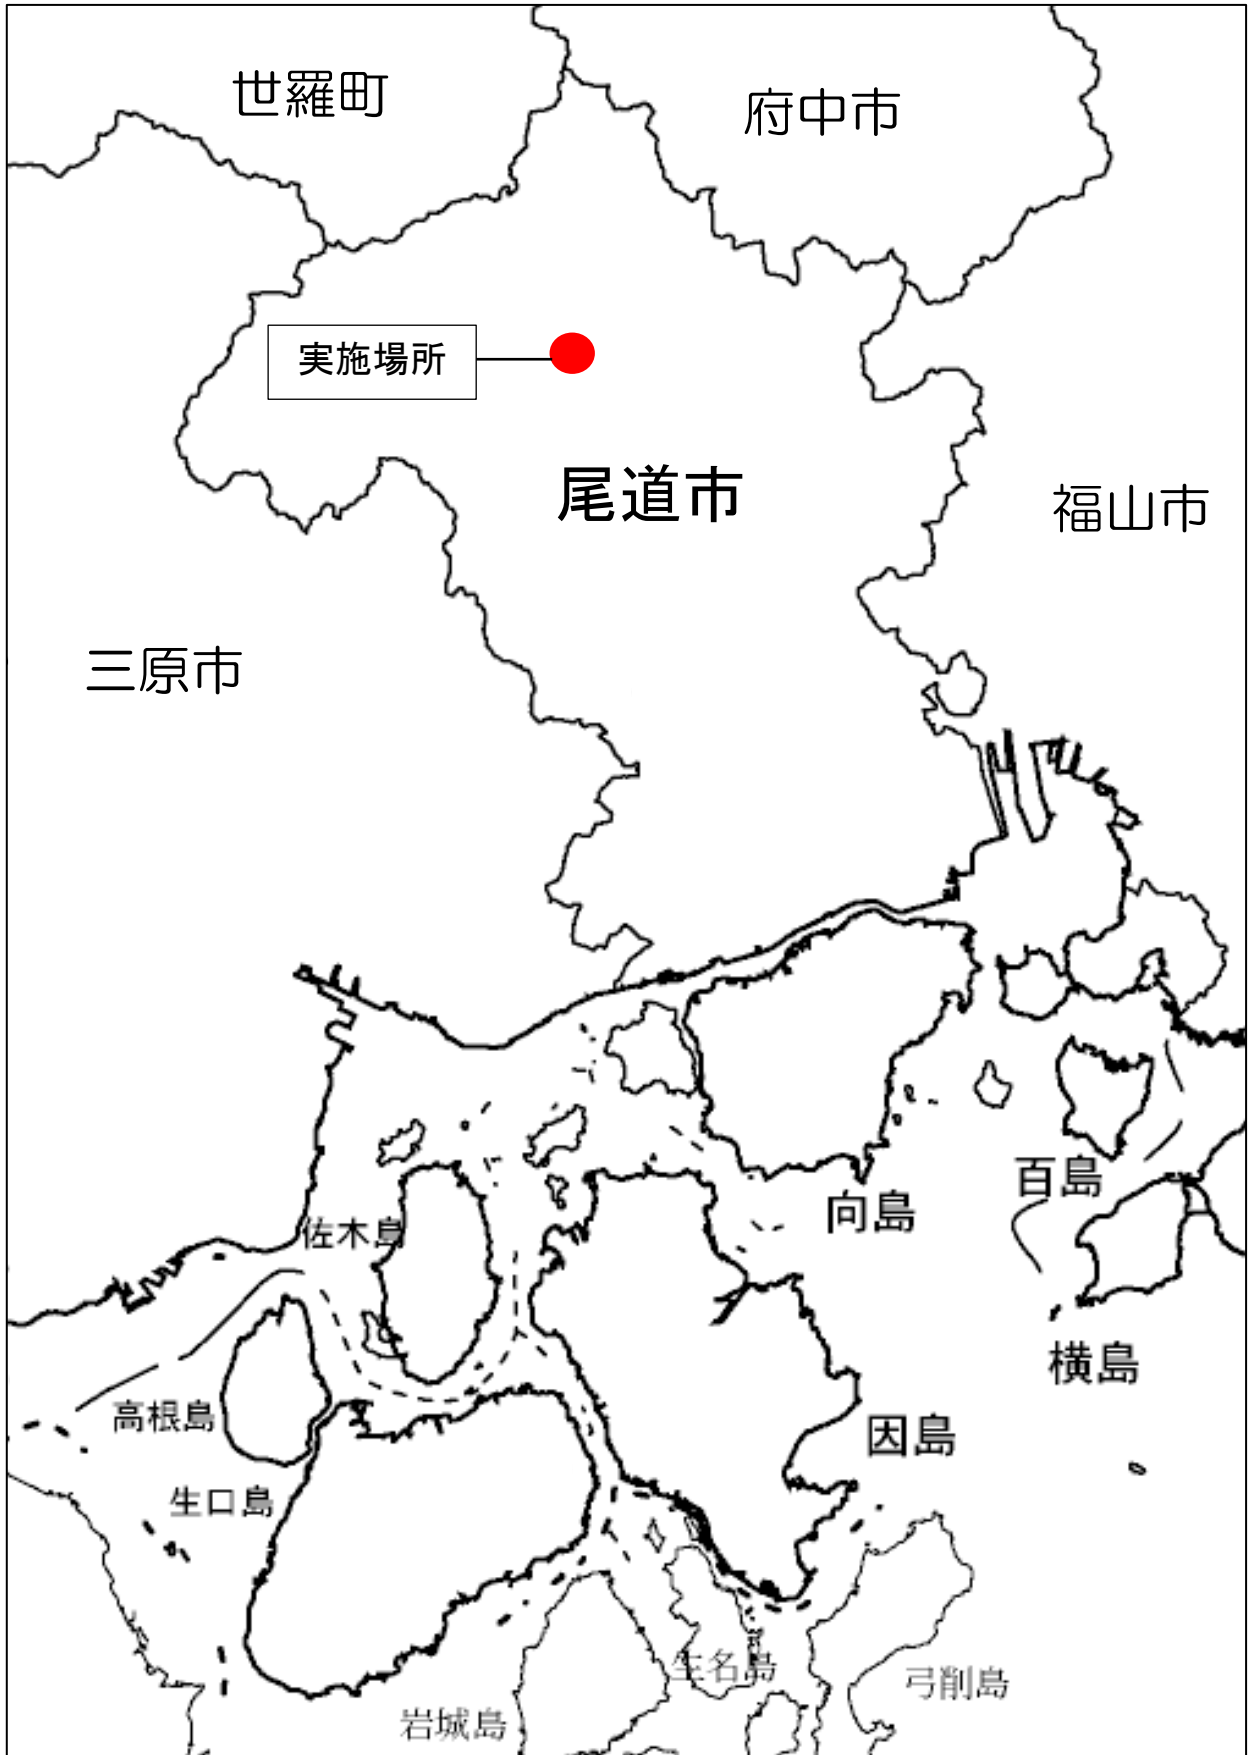 世羅町
府中市
実施場所
尾道市
福山市
三原市
百島
向島
佐木島
横島
高根島
因島
生口島
生名島
弓削島
岩城島